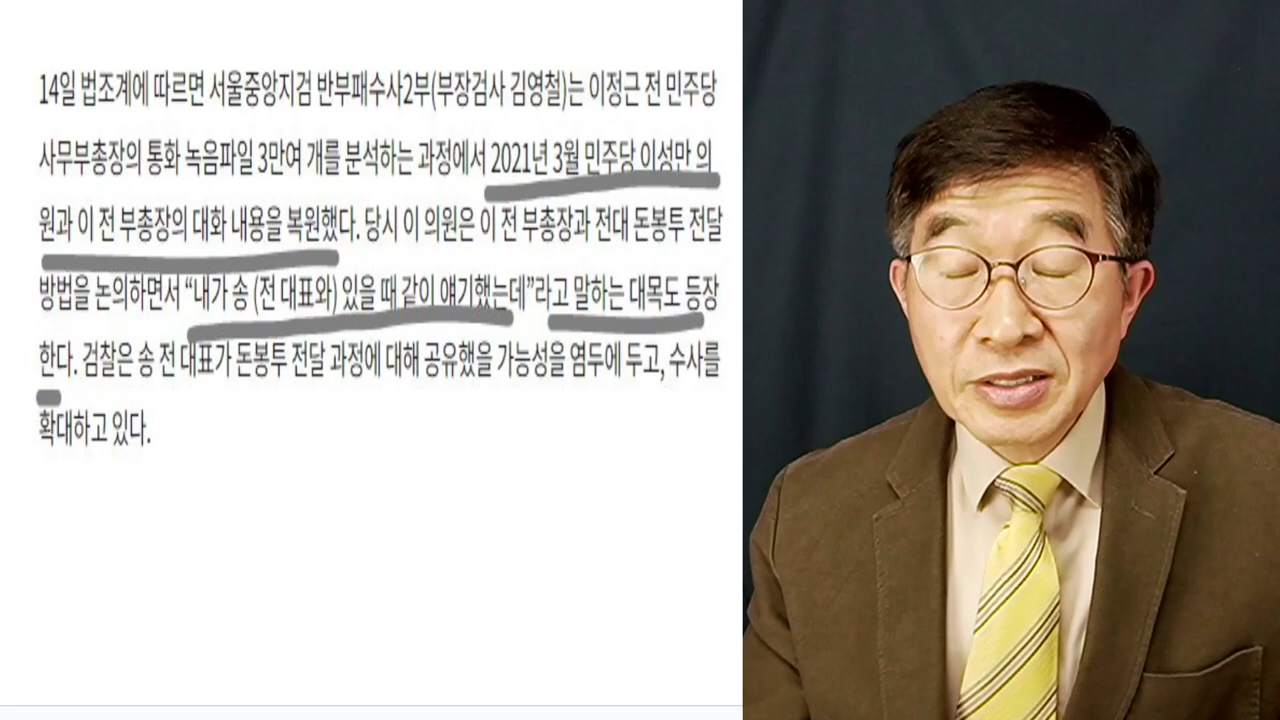 14일 법조계에 따르면 서울중앙지검 반부패수사2부(부장검사 김영철)는 이정근 전 민주당
사무부총장의 통화 녹음파일 3만여 개를 분석하는 과정에서 2021년 3월 민주당 이성만 의
원과 이 전 부총장의 대화 내용을 복원했다. 당시 이 의원은 이 전 부총장과 전대 돈봉투 전달
방법을 논의하면서 “내가 송 (전 대표와) 있을 때 같이 얘기했는데”라고 말하는 대목도 등장
한다. 검찰은 송 전 대표가 돈봉투 전달 과정에 대해 공유했을 가능성을 염두에 두고, 수사를
확대하고 있다.